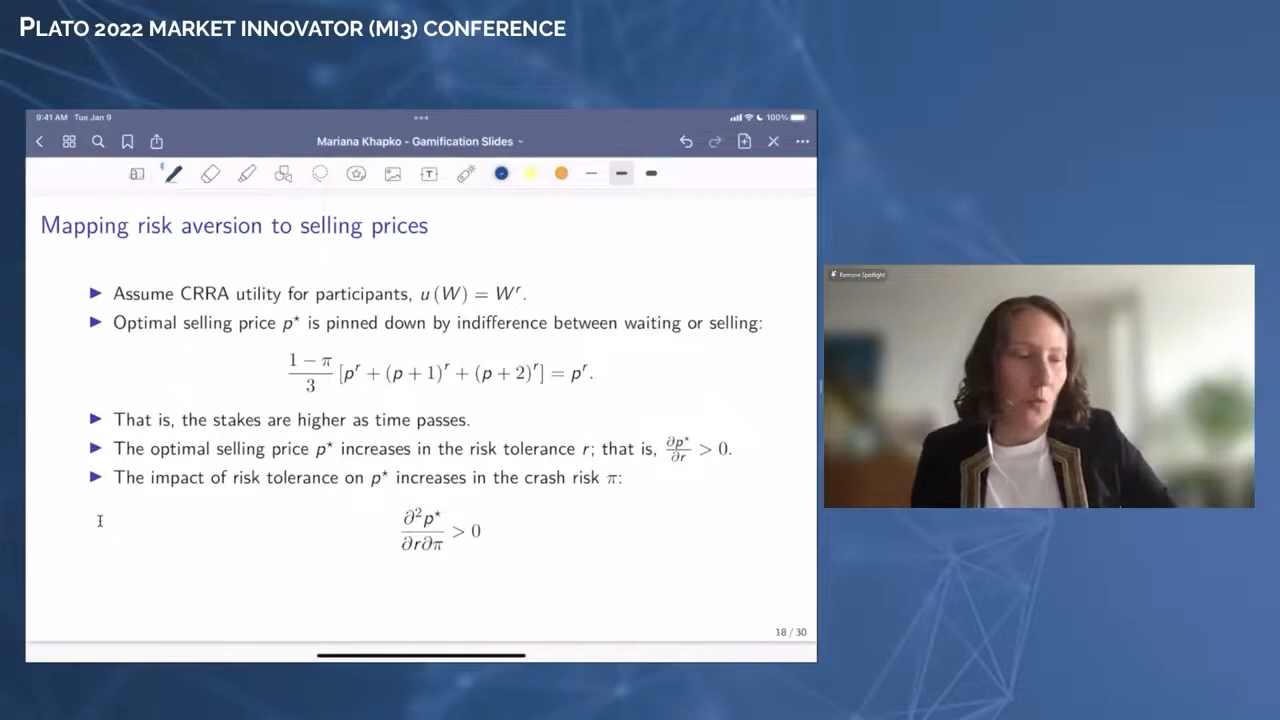 PLATO 2022 MARKET INNOVATOR (MI3) CONFERENCE
9:41 AM Tue Jan 9
100%
Mariana Khapko - Gamification Slides
T
Mapping risk aversion to selling prices
Remove Spotlight
▶ Assume CRRA utility for participants, u (W) = Wʳ.
▶ Optimal selling price p⋆ is pinned down by indifference between waiting or selling:
(1 − π)/3 [pʳ + (p + 1)ʳ + (p + 2)ʳ] = pʳ.
▶ That is, the stakes are higher as time passes.
▶ The optimal selling price p⋆ increases in the risk tolerance r; that is, ∂p⋆/∂r > 0.
▶ The impact of risk tolerance on p⋆ increases in the crash risk π:
∂²p⋆/∂r∂π > 0
18 / 30